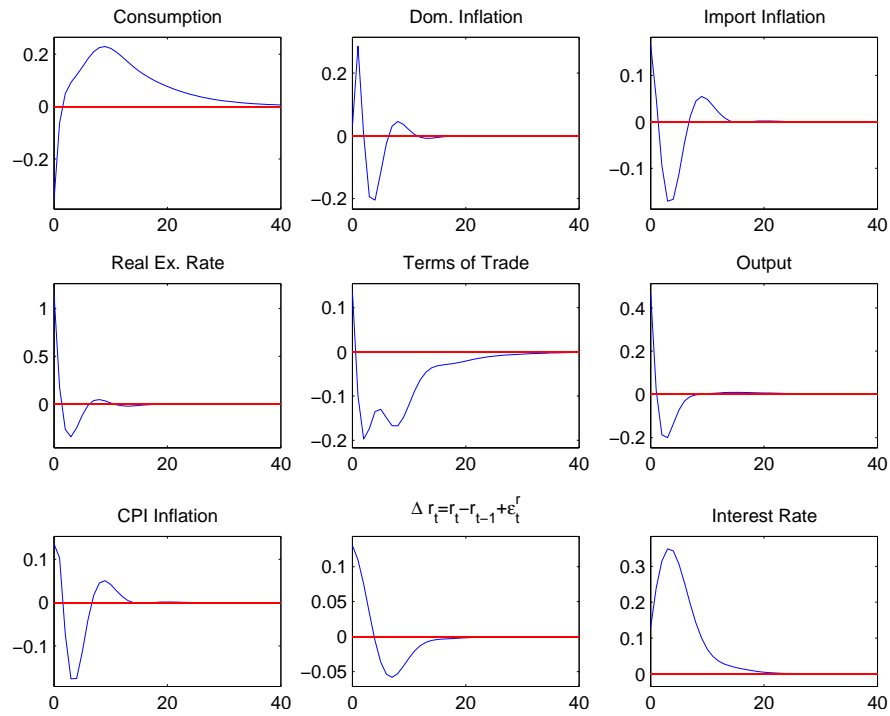 Consumption
0.2
0
−0.2
0 20 40
Dom. Inflation
0.2
0
−0.2
0 20 40
Import Inflation
0.1
0
−0.1
0 20 40
Real Ex. Rate
1
0.5
0
0 20 40
Terms of Trade
0.1
0
−0.1
−0.2
0 20 40
Output
0.4
0.2
0
−0.2
0 20 40
CPI Inflation
0.1
0
−0.1
0 20 40
Δ r_t=r_t−r_{t−1}+ε_t^r
0.1
0.05
0
−0.05
0 20 40
Interest Rate
0.3
0.2
0.1
0
0 20 40